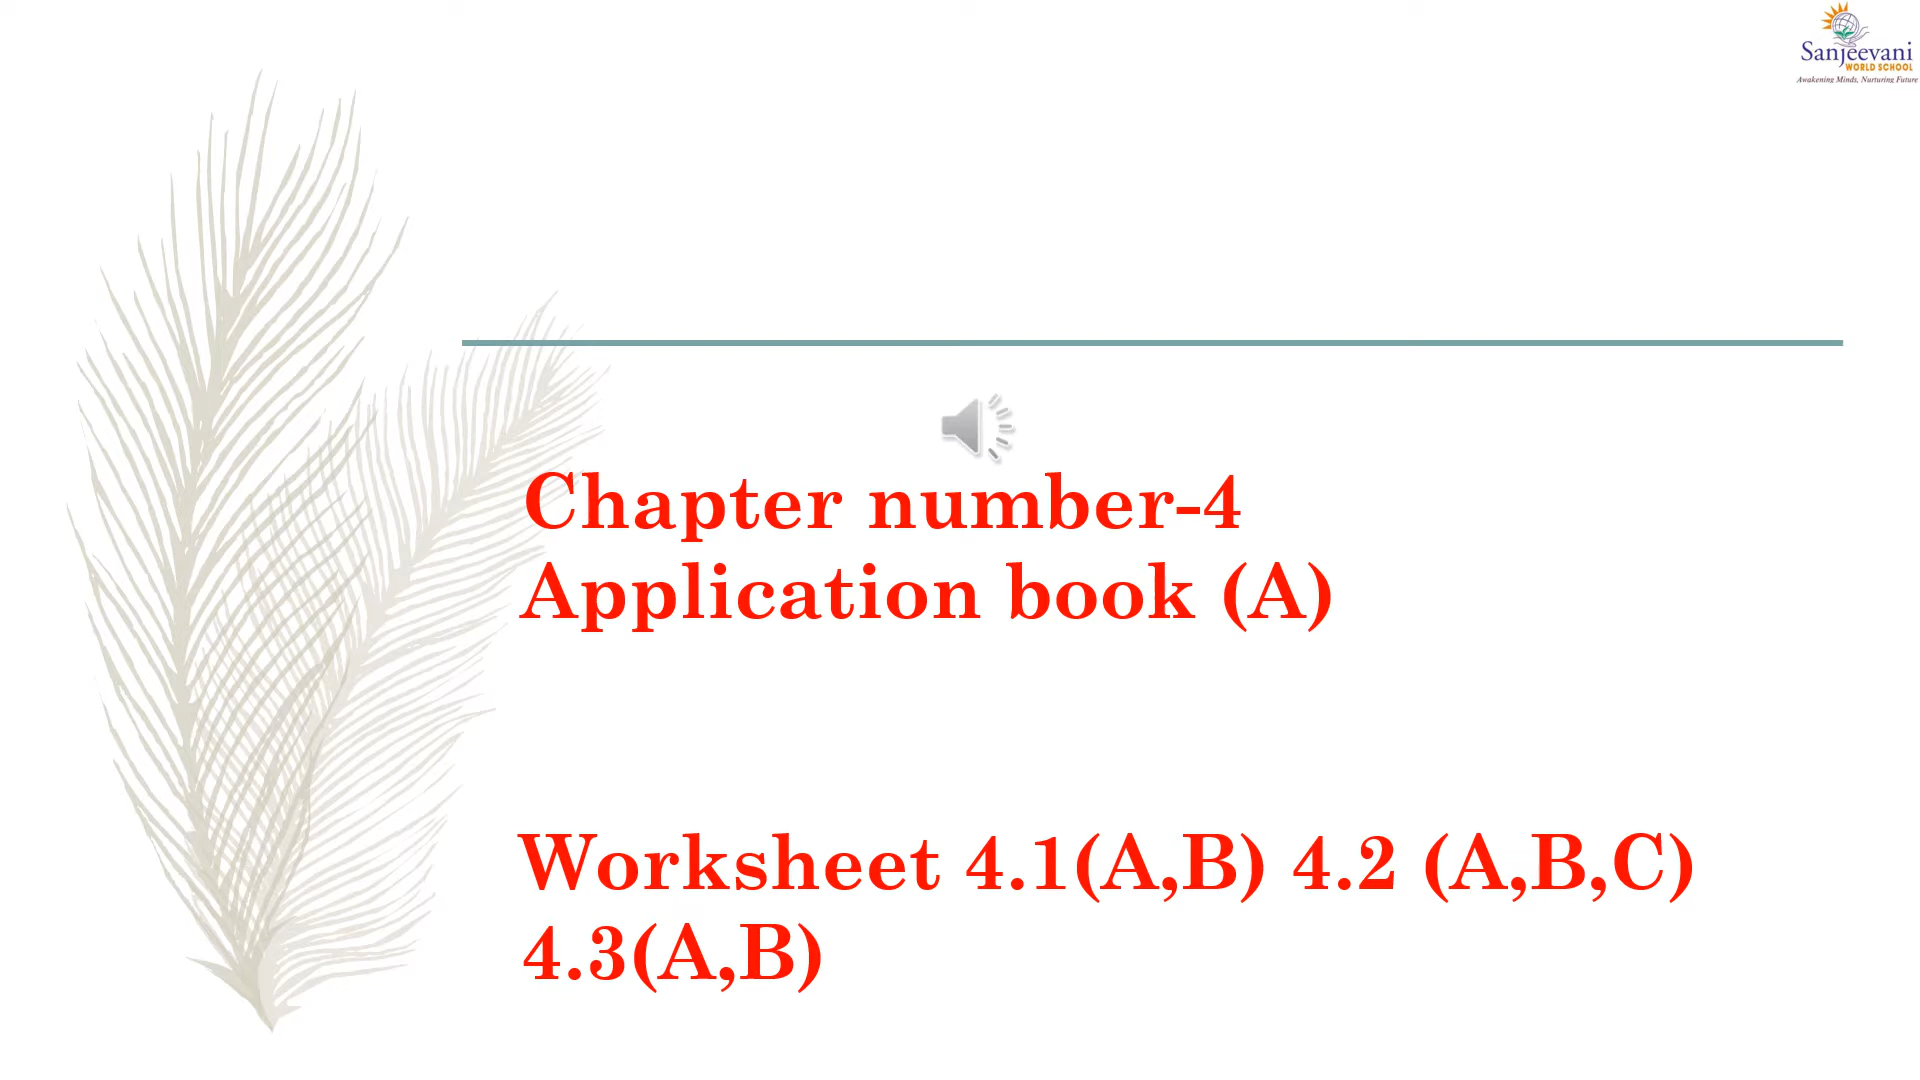 Sanjeevani
WORLD SCHOOL
Awakening Minds, Nurturing Future
Chapter number-4
Application book (A)
Worksheet 4.1(A,B) 4.2 (A,B,C)
4.3(A,B)